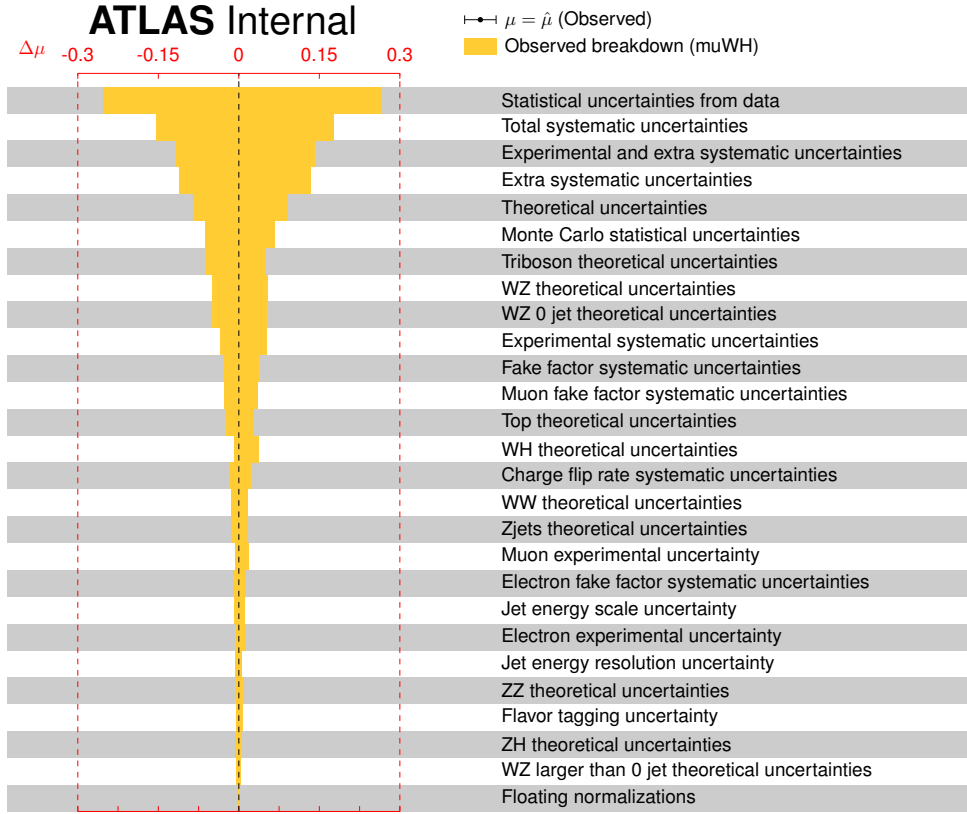 ATLAS Internal
Δμ -0.3 -0.15 0 0.15 0.3
μ = μ̂ (Observed)
Observed breakdown (muWH)
Statistical uncertainties from data
Total systematic uncertainties
Experimental and extra systematic uncertainties
Extra systematic uncertainties
Theoretical uncertainties
Monte Carlo statistical uncertainties
Triboson theoretical uncertainties
WZ theoretical uncertainties
WZ 0 jet theoretical uncertainties
Experimental systematic uncertainties
Fake factor systematic uncertainties
Muon fake factor systematic uncertainties
Top theoretical uncertainties
WH theoretical uncertainties
Charge flip rate systematic uncertainties
WW theoretical uncertainties
Zjets theoretical uncertainties
Muon experimental uncertainty
Electron fake factor systematic uncertainties
Jet energy scale uncertainty
Electron experimental uncertainty
Jet energy resolution uncertainty
ZZ theoretical uncertainties
Flavor tagging uncertainty
ZH theoretical uncertainties
WZ larger than 0 jet theoretical uncertainties
Floating normalizations